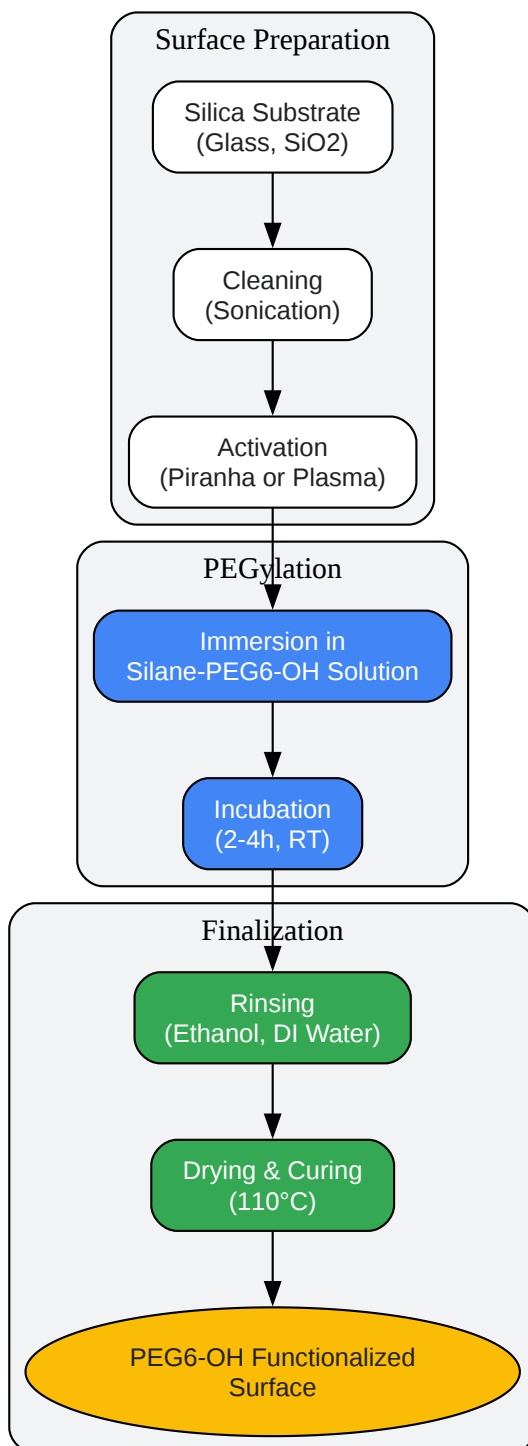 Surface Preparation
Silica Substrate
(Glass, SiO2)
Cleaning
(Sonication)
Activation
(Piranha or Plasma)
PEGylation
Immersion in
Silane-PEG6-OH Solution
Incubation
(2-4h, RT)
Finalization
Rinsing
(Ethanol, DI Water)
Drying & Curing
(110°C)
PEG6-OH Functionalized
Surface